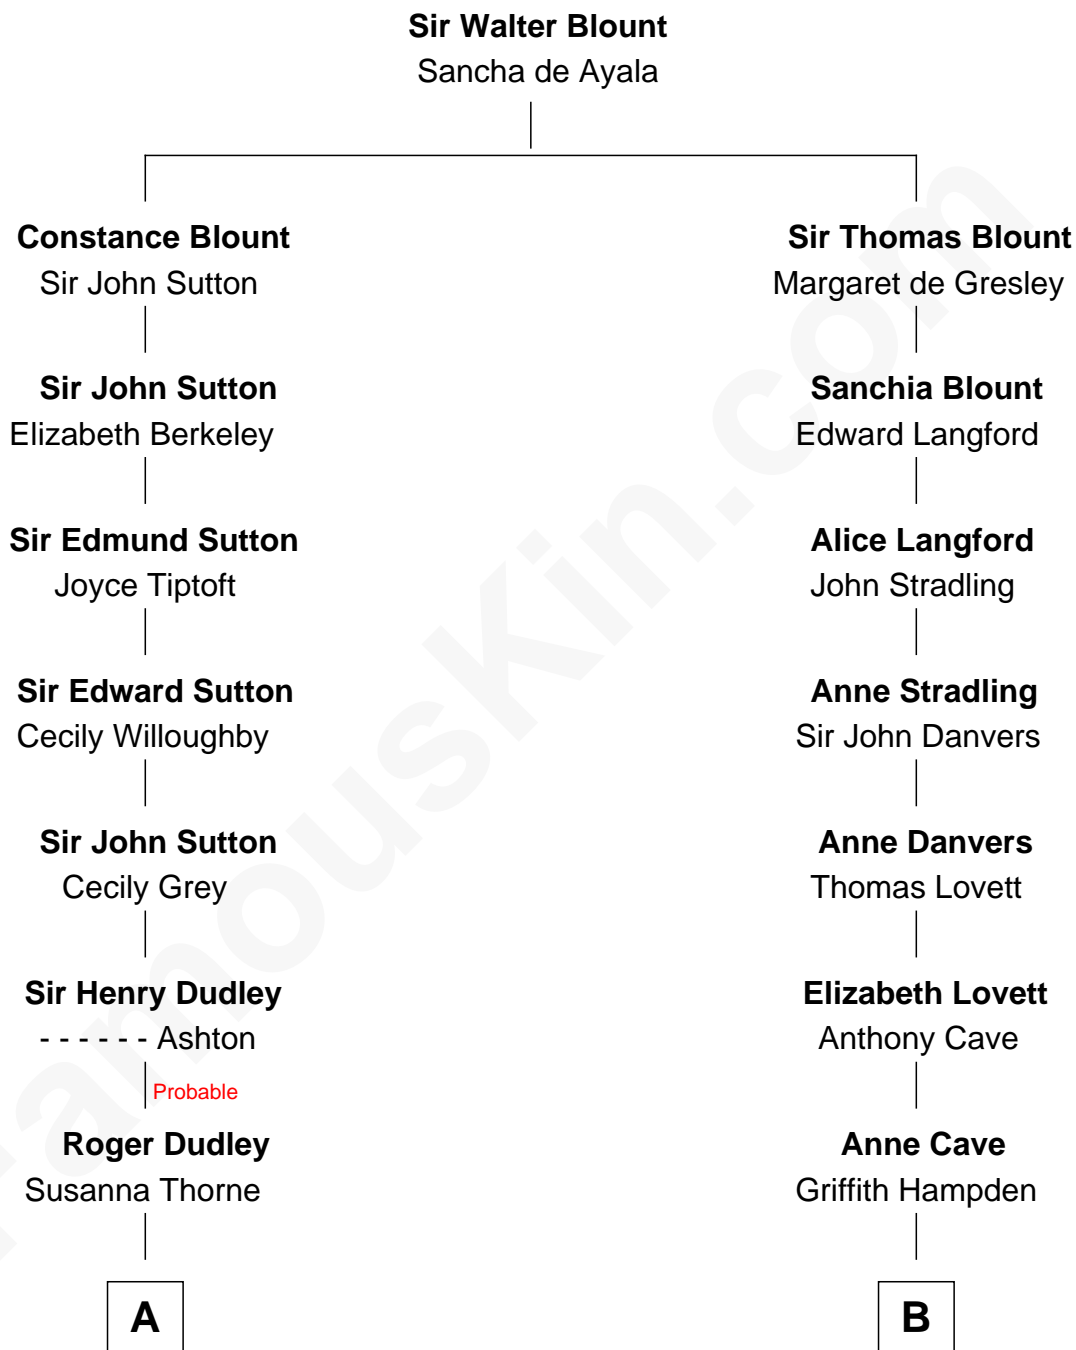 Sir Walter Blount
Sancha de Ayala
Constance Blount
Sir John Sutton
Sir John Sutton
Elizabeth Berkeley
Sir Edmund Sutton
Joyce Tiptoft
Sir Edward Sutton
Cecily Willoughby
Sir John Sutton
Cecily Grey
Sir Henry Dudley
- - - - - - Ashton
Probable
Roger Dudley
Susanna Thorne
A
Sir Thomas Blount
Margaret de Gresley
Sanchia Blount
Edward Langford
Alice Langford
John Stradling
Anne Stradling
Sir John Danvers
Anne Danvers
Thomas Lovett
Elizabeth Lovett
Anthony Cave
Anne Cave
Griffith Hampden
B
FamousKin.com